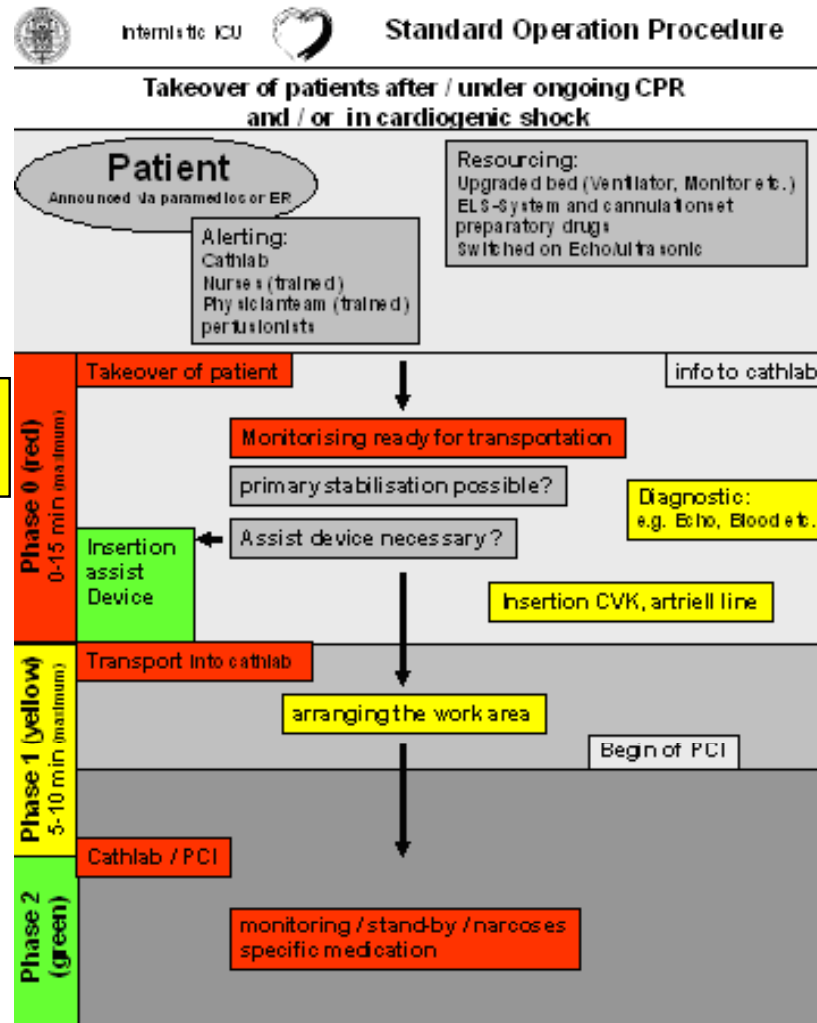 Internistic ICU
Standard Operation Procedure
Takeover of patients after / under ongoing CPR
and / or in cardiogenic shock
Patient
Announced via paramedics or ER
Resourcing:
Upgraded bed (Ventilator, Monitor etc.)
ELS-System and cannulationset
preparatory drugs
Switched on Echo/ultrasonic
Alerting:
Cathlab
Nurses (trained)
Physicianteam (trained)
perfusionists
Phase 0 (red)
0-15 min (maximum)
Takeover of patient
info to cathlab
Monitorising ready for transportation
primary stabilisation possible?
Diagnostic:
e.g. Echo, Blood etc.
Assist device necessary?
Insertion
assist
Device
Insertion CVK, artriell line
Phase 1 (yellow)
5-10 min (maximum)
Transport into cathlab
arranging the work area
Begin of PCI
Cathlab / PCI
Phase 2
(green)
monitoring / stand-by / narcoses
specific medication